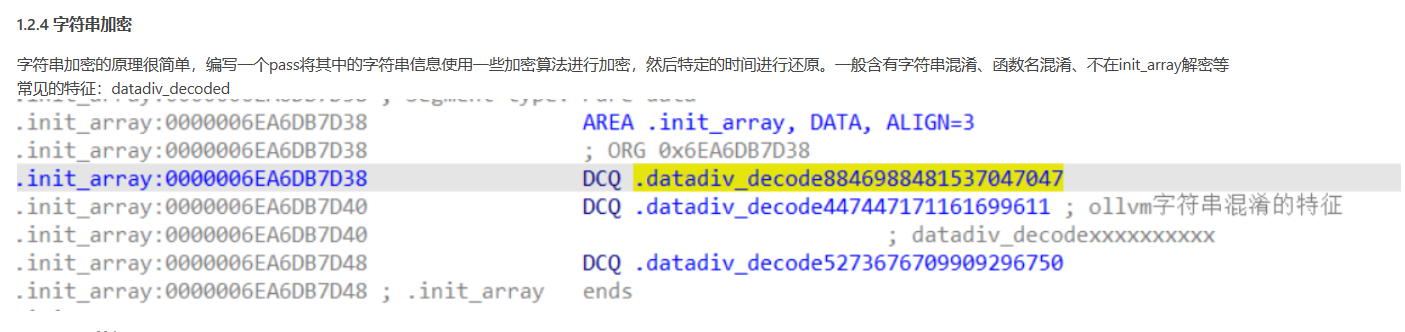 1.2.4 字符串加密
字符串加密的原理很简单，编写一个pass将其中的字符串信息使用一些加密算法进行加密，然后特定的时间进行还原。一般含有字符串混淆、函数名混淆、不在init_array解密等
常见的特征：datadiv_decoded
.init_array:0000006EA6DB7D38 ; Segment type: Pure data
.init_array:0000006EA6DB7D38 AREA .init_array, DATA, ALIGN=3
.init_array:0000006EA6DB7D38 ; ORG 0x6EA6DB7D38
.init_array:0000006EA6DB7D38 DCQ .datadiv_decode8846988481537047047
.init_array:0000006EA6DB7D40 DCQ .datadiv_decode447447171161699611 ; ollvm字符串混淆的特征
.init_array:0000006EA6DB7D40 ; datadiv_decodexxxxxxxxxx
.init_array:0000006EA6DB7D48 DCQ .datadiv_decode5273676709909296750
.init_array:0000006EA6DB7D48 ; .init_array ends